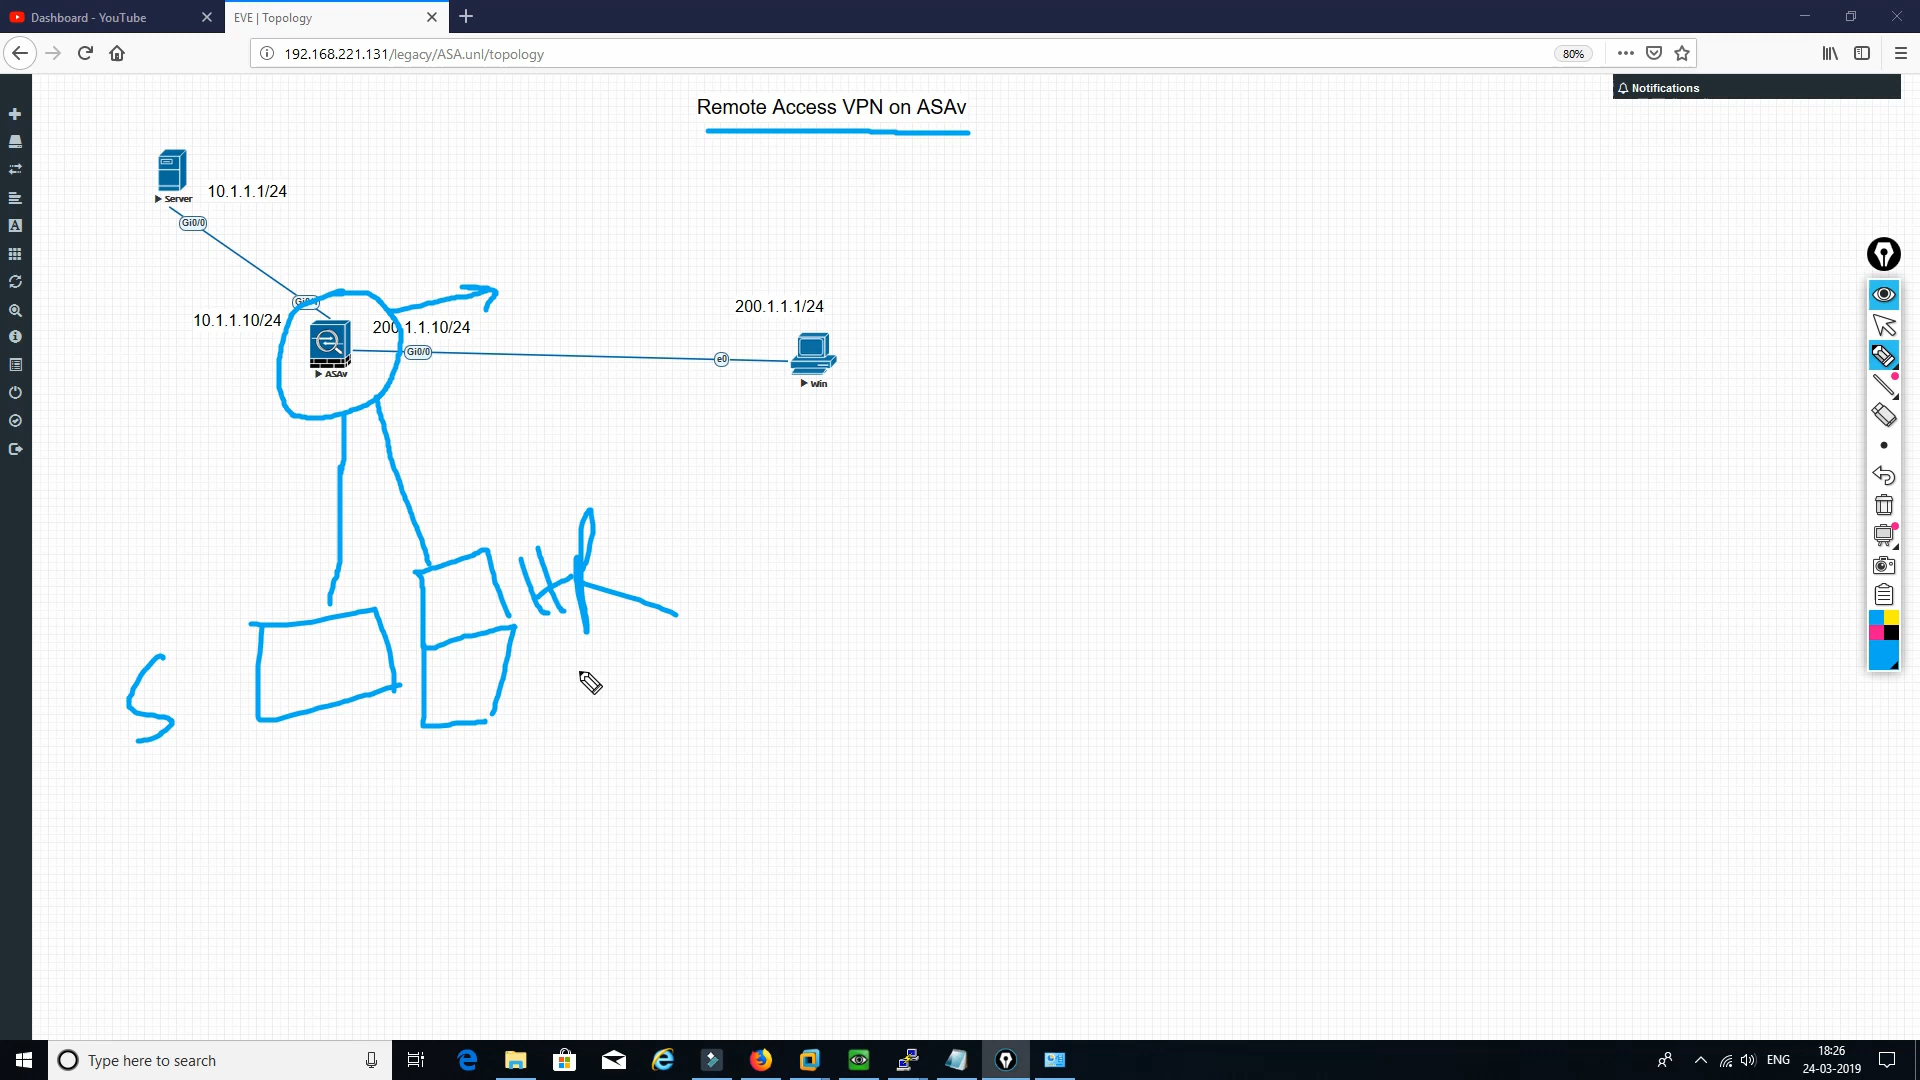 Dashboard - YouTube
EVE | Topology
192.168.221.131/legacy/ASA.unl/topology
80%
Notifications
Remote Access VPN on ASAv
Server
10.1.1.1/24
Gi0/0
10.1.1.10/24
200.1.1.10/24
Gi0/0
ASAv
200.1.1.1/24
e0
Win
HR
S
Type here to search
ENG
18:26
24-03-2019